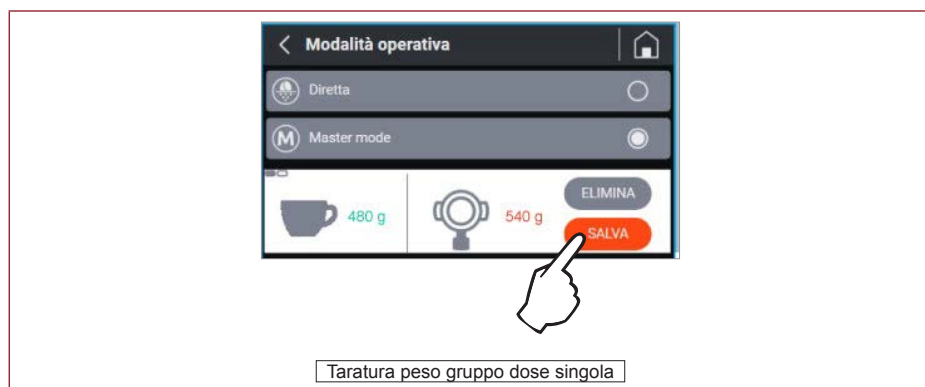 Modalità operativa
Diretta
M Master mode
480 g
540 g
ELIMINA
SALVA
Taratura peso gruppo dose singola